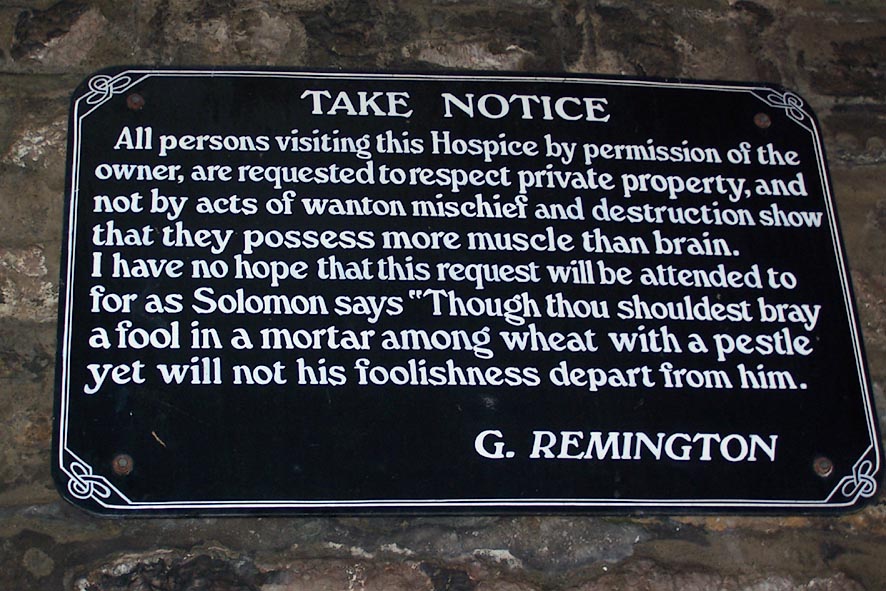 TAKE NOTICE
All persons visiting this Hospice by permission of the
owner, are requested to respect private property, and
not by acts of wanton mischief and destruction show
that they possess more muscle than brain.
I have no hope that this request will be attended to
for as Solomon says "Though thou shouldest bray
a fool in a mortar among wheat with a pestle
yet will not his foolishness depart from him.
G. REMINGTON